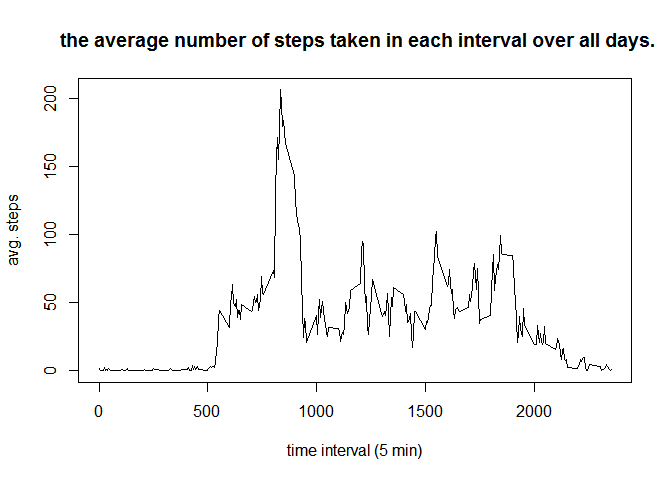 the average number of steps taken in each interval over all days.
avg. steps
200
150
100
50
0
0 500 1000 1500 2000
time interval (5 min)